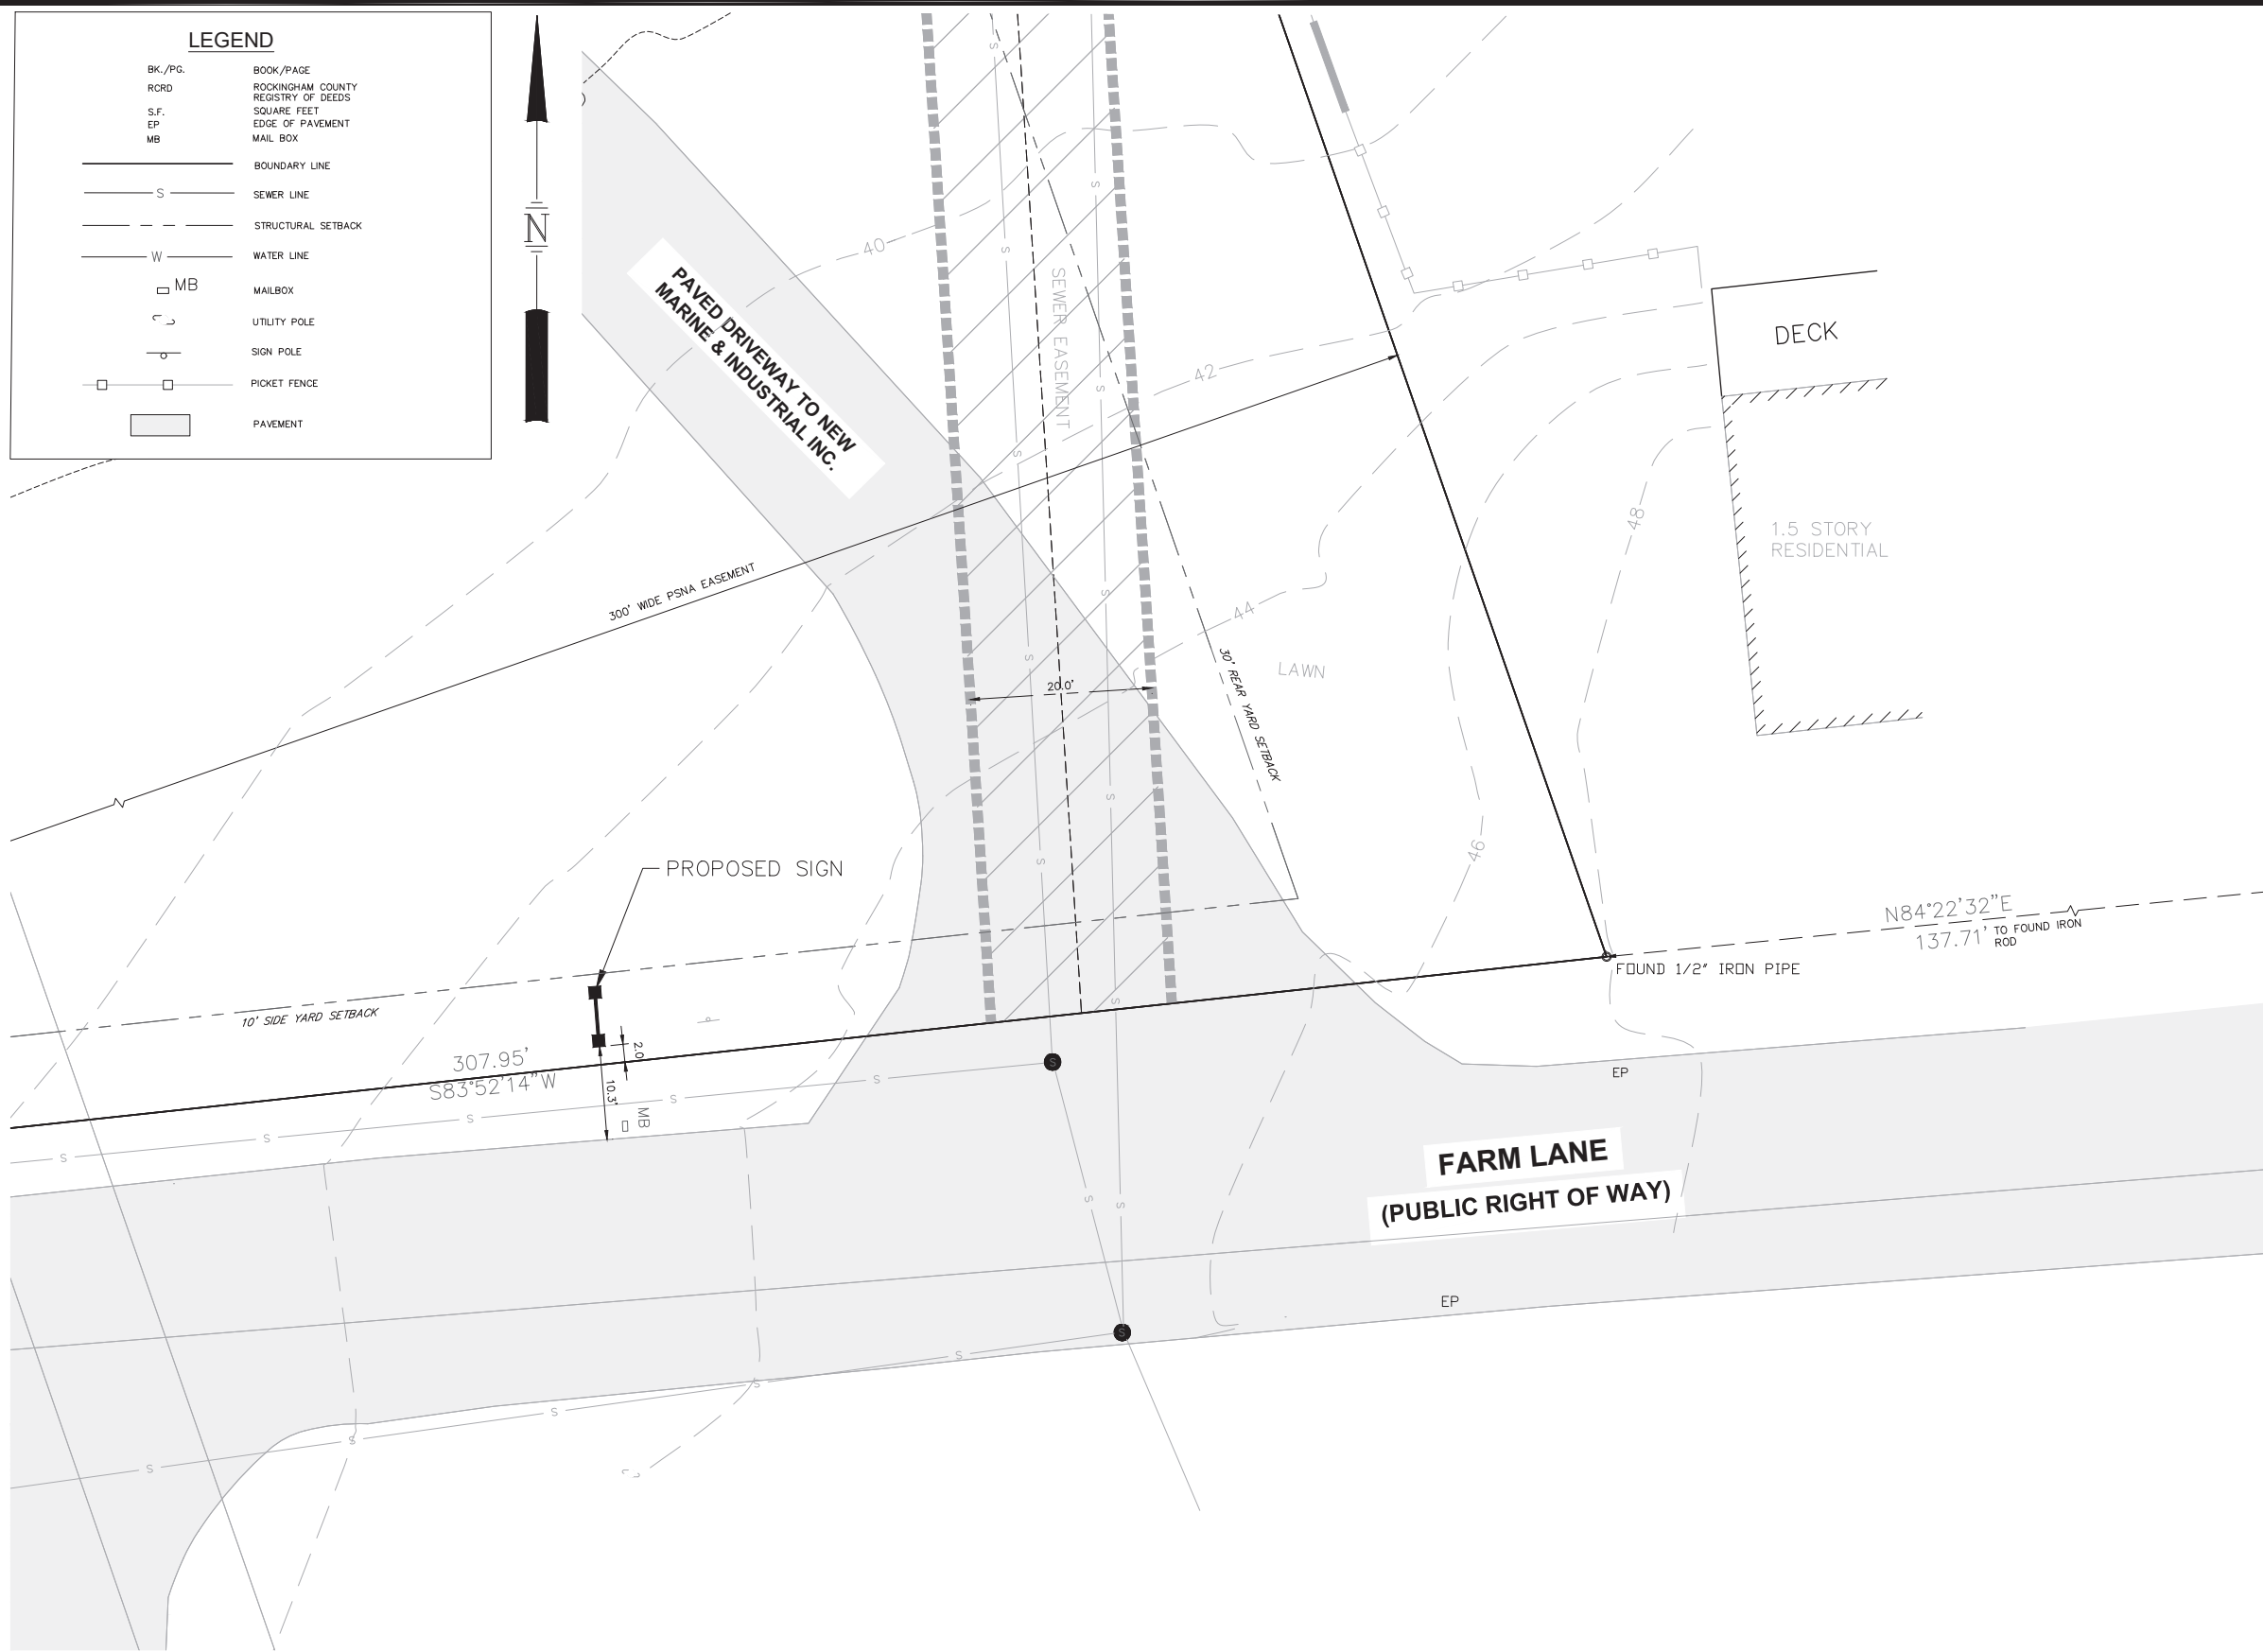 LEGEND
BK./PG. BOOK/PAGE
RCRD ROCKINGHAM COUNTY
REGISTRY OF DEEDS
S.F. SQUARE FEET
EP EDGE OF PAVEMENT
MB MAIL BOX
BOUNDARY LINE
S SEWER LINE
STRUCTURAL SETBACK
W WATER LINE
MB MAILBOX
UTILITY POLE
SIGN POLE
PICKET FENCE
PAVEMENT
N
S
S
S
S
40
PAVED DRIVEWAY TO NEW
MARINE & INDUSTRIAL INC.
SEWER EASEMENT
42
DECK
S
S
48
1.5 STORY
RESIDENTIAL
300' WIDE PSNA EASEMENT
S
44
S
30' REAR YARD SETBACK
LAWN
20.0'
S
46
S
PROPOSED SIGN
N84°22'32"E
137.71' TO FOUND IRON
ROD
FOUND 1/2" IRON PIPE
S
10' SIDE YARD SETBACK
2.0'
307.95'
S83°52'14"W
10.3'
MB
S
S
S
S
S
S
EP
FARM LANE
(PUBLIC RIGHT OF WAY)
S
S
EP
S
S
S
S
S
S